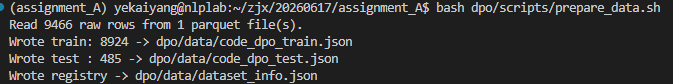 (assignment_A) yekaiyang@nlplab:~/zjx/20260617/assignment_A$ bash dpo/scripts/prepare_data.sh
Read 9466 raw rows from 1 parquet file(s).
Wrote train: 8924 -> dpo/data/code_dpo_train.json
Wrote test : 485 -> dpo/data/code_dpo_test.json
Wrote registry -> dpo/data/dataset_info.json